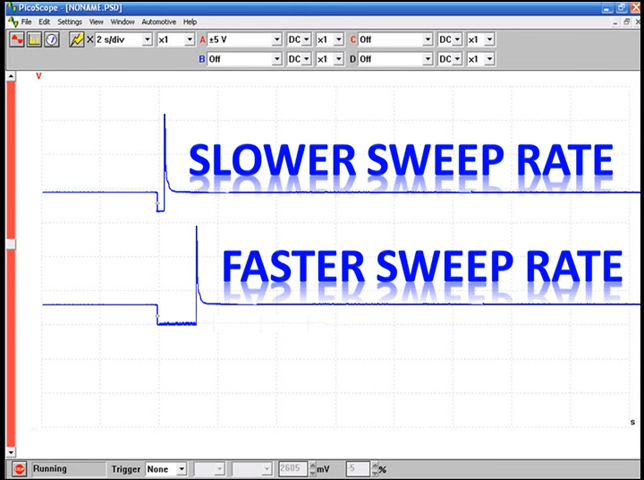 PicoScope - [NONAME.PSD]
File Edit Settings View Window Automotive Help
X 2 s/div x1 A ±5 V DC x1 C Off DC x1
B Off DC x1 D Off DC x1
V
SLOWER SWEEP RATE
FASTER SWEEP RATE
s
STOP Running Trigger None 2605 mV -5 %